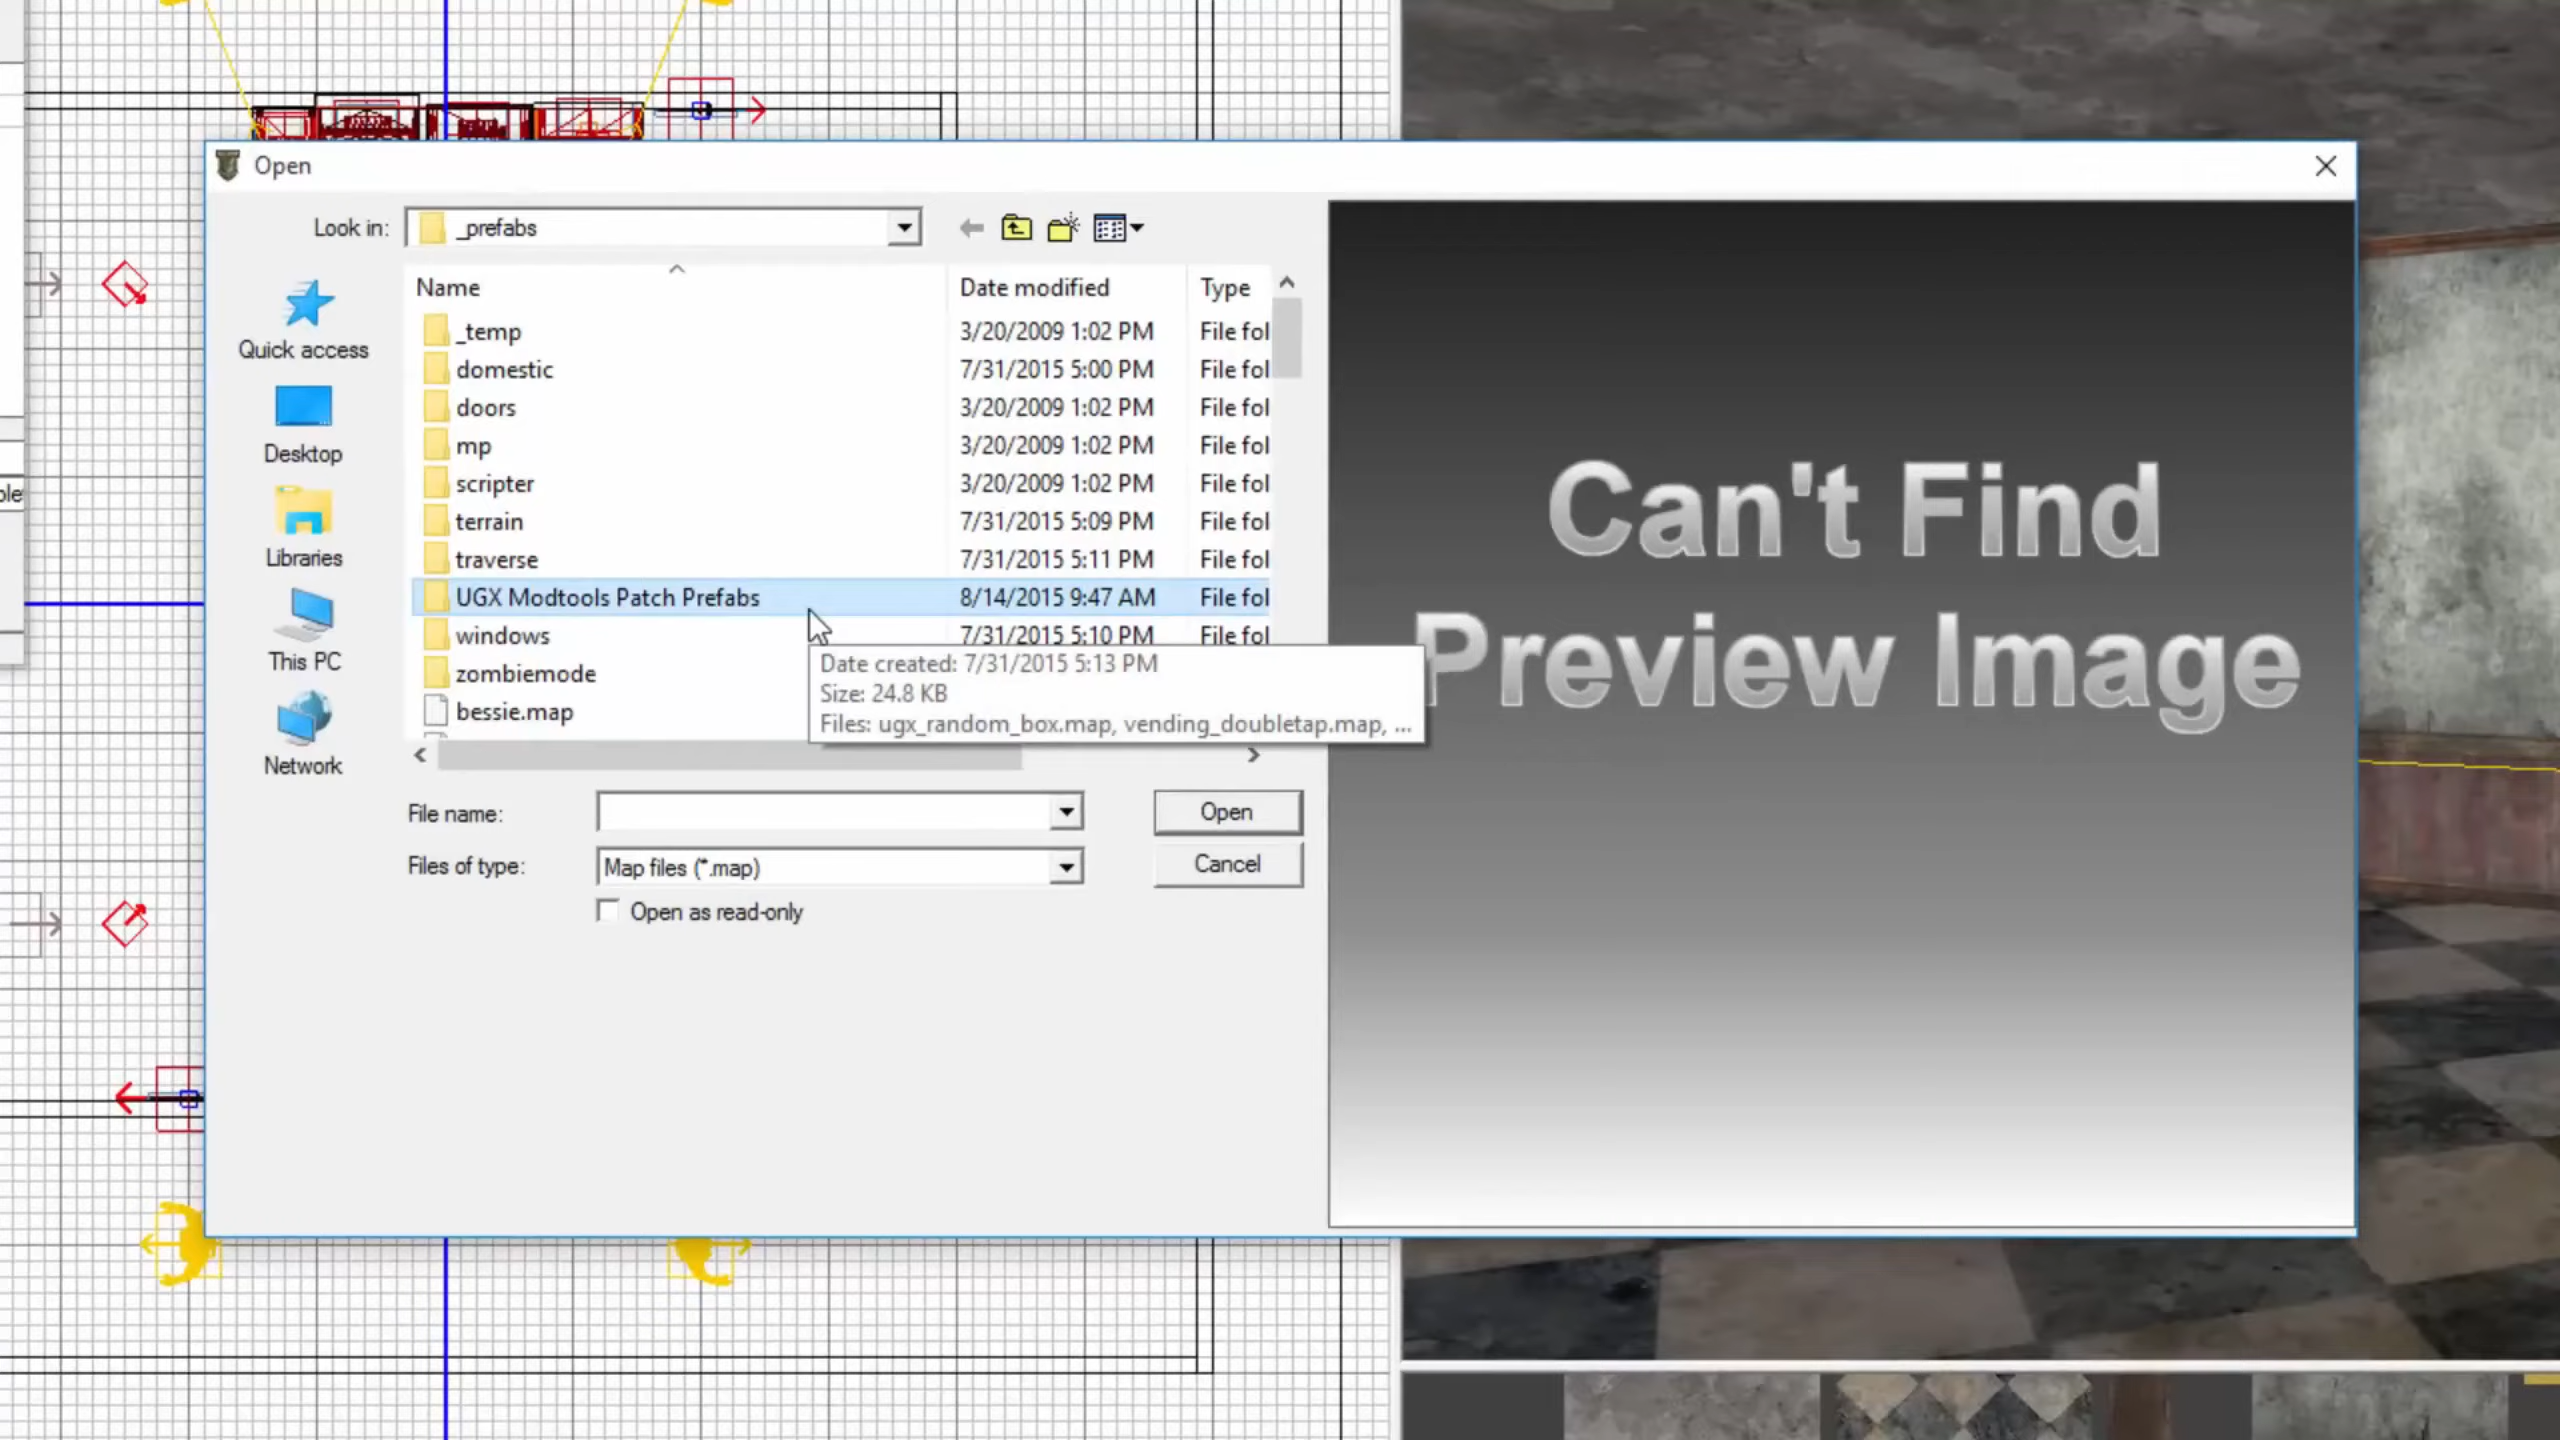 Open
Look in:
_prefabs
Name
Date modified
Type
_temp
3/20/2009 1:02 PM
File fol
domestic
7/31/2015 5:00 PM
File fol
doors
3/20/2009 1:02 PM
File fol
mp
3/20/2009 1:02 PM
File fol
scripter
3/20/2009 1:02 PM
File fol
terrain
7/31/2015 5:09 PM
File fol
traverse
7/31/2015 5:11 PM
File fol
UGX Modtools Patch Prefabs
8/14/2015 9:47 AM
File fol
windows
7/31/2015 5:10 PM
File fol
zombiemode
bessie.map
Date created: 7/31/2015 5:13 PM
Size: 24.8 KB
Files: ugx_random_box.map, vending_doubletap.map, ...
Quick access
Desktop
Libraries
This PC
Network
File name:
Open
Files of type:
Map files (*.map)
Cancel
Open as read-only
Can't Find
Preview Image